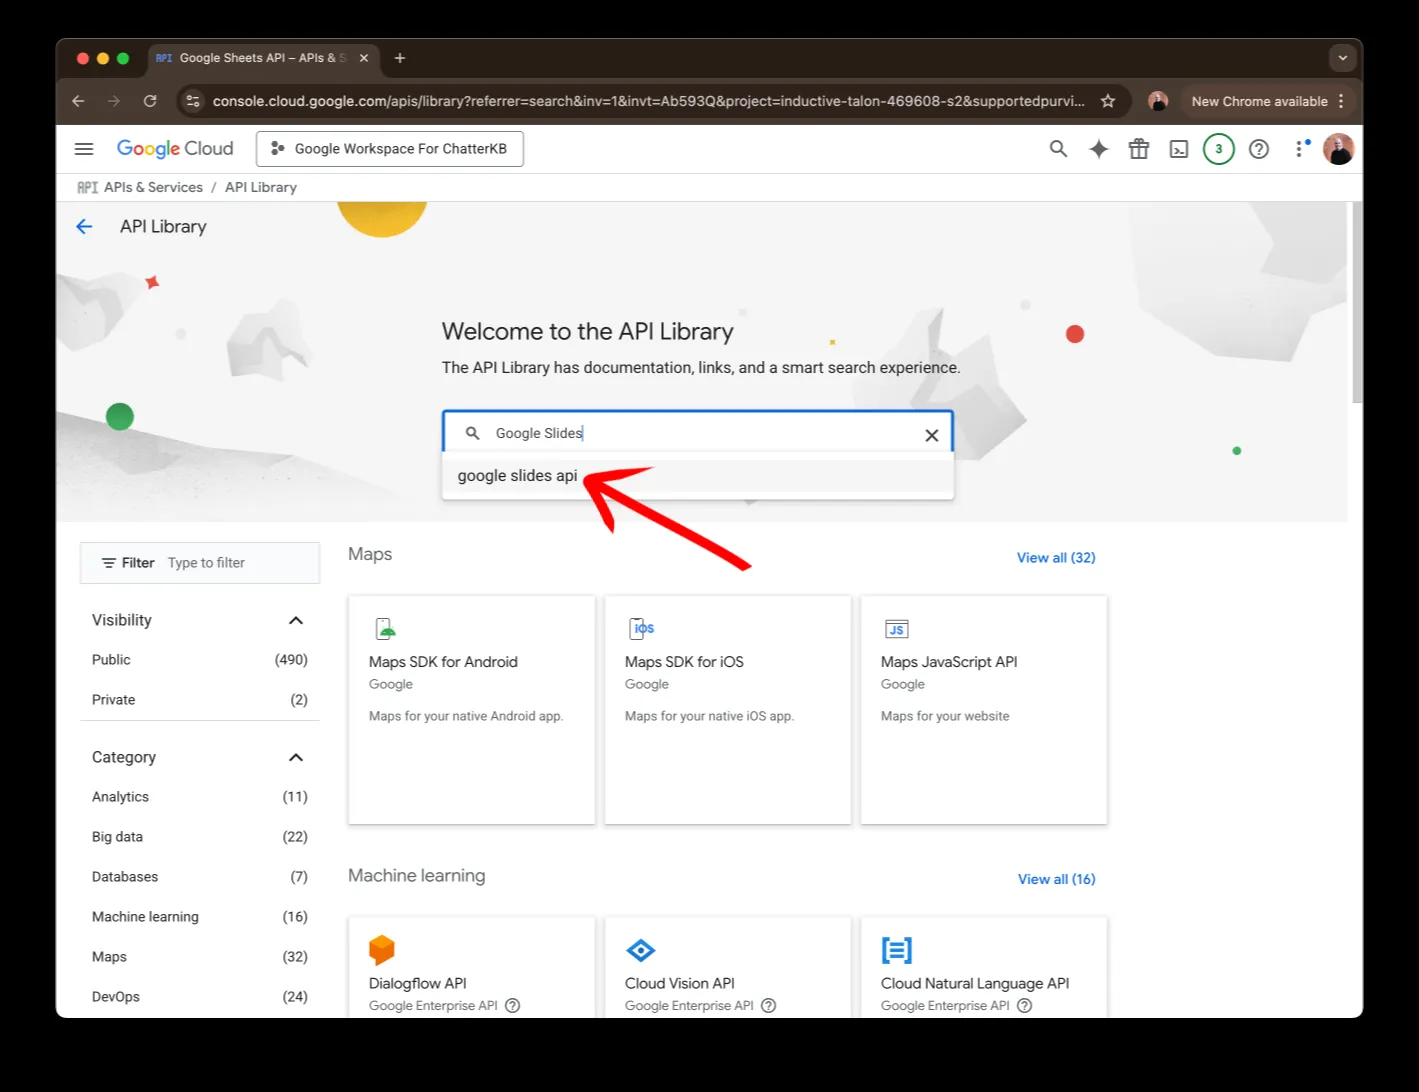 API Google Sheets API – APIs & S
console.cloud.google.com/apis/library?referrer=search&inv=1&invt=Ab593Q&project=inductive-talon-469608-s2&supportedpurvi...
New Chrome available
Google Cloud
Google Workspace For ChatterKB
3
API APIs & Services / API Library
API Library
Welcome to the API Library
The API Library has documentation, links, and a smart search experience.
Google Slides
google slides api
Filter Type to filter
Visibility
Public (490)
Private (2)
Category
Analytics (11)
Big data (22)
Databases (7)
Machine learning (16)
Maps (32)
DevOps (24)
Maps
View all (32)
iOS
JS
Maps SDK for Android
Google
Maps for your native Android app.
Maps SDK for iOS
Google
Maps for your native iOS app.
Maps JavaScript API
Google
Maps for your website
Machine learning
View all (16)
Dialogflow API
Google Enterprise API
Cloud Vision API
Google Enterprise API
Cloud Natural Language API
Google Enterprise API